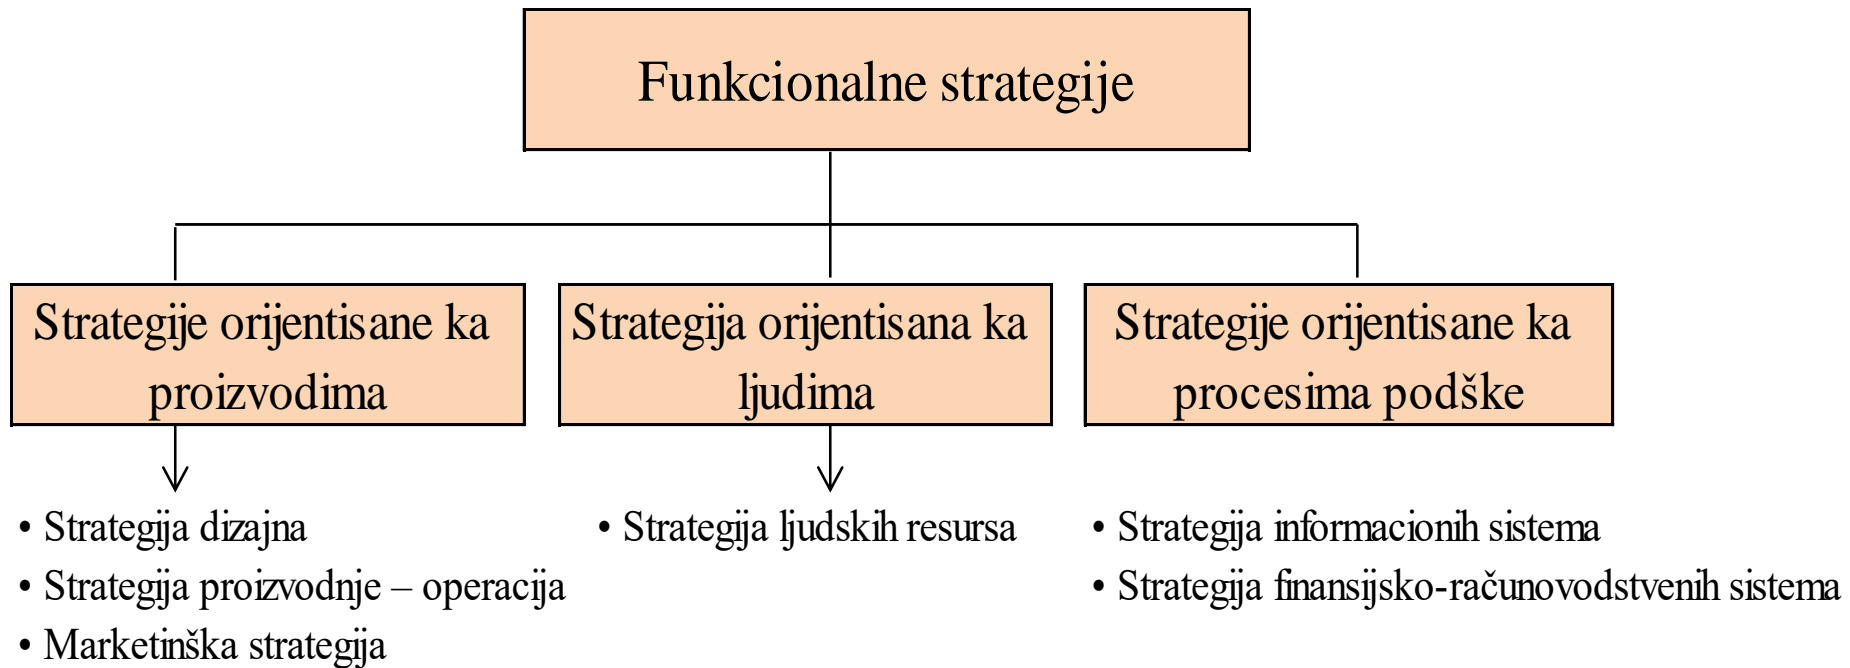 Funkcionalne strategije
Strategije orijentisane ka
proizvodima
Strategija orijentisana ka
ljudima
Strategije orijentisane ka
procesima podške
• Strategija dizajna
• Strategija proizvodnje – operacija
• Marketinška strategija
• Strategija ljudskih resursa
• Strategija informacionih sistema
• Strategija finansijsko-računovodstvenih sistema